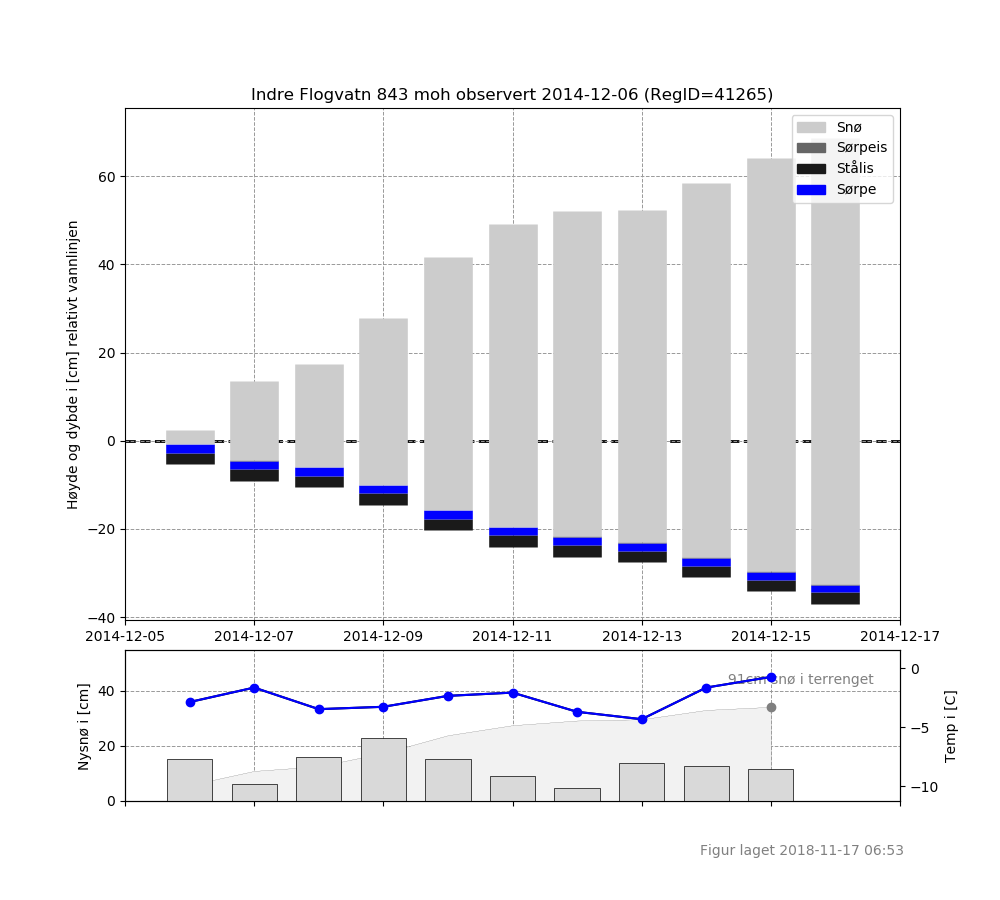 Indre Flogvatn 843 moh observert 2014-12-06 (RegID=41265)
Snø
Sørpeis
Stålis
Sørpe
Høyde og dybde i [cm] relativt vannlinjen
60
40
20
0
−20
−40
2014-12-05 2014-12-07 2014-12-09 2014-12-11 2014-12-13 2014-12-15 2014-12-17
91cm snø i terrenget
Nysnø i [cm]
40
20
0
Temp i [C]
0
−5
−10
Figur laget 2018-11-17 06:53